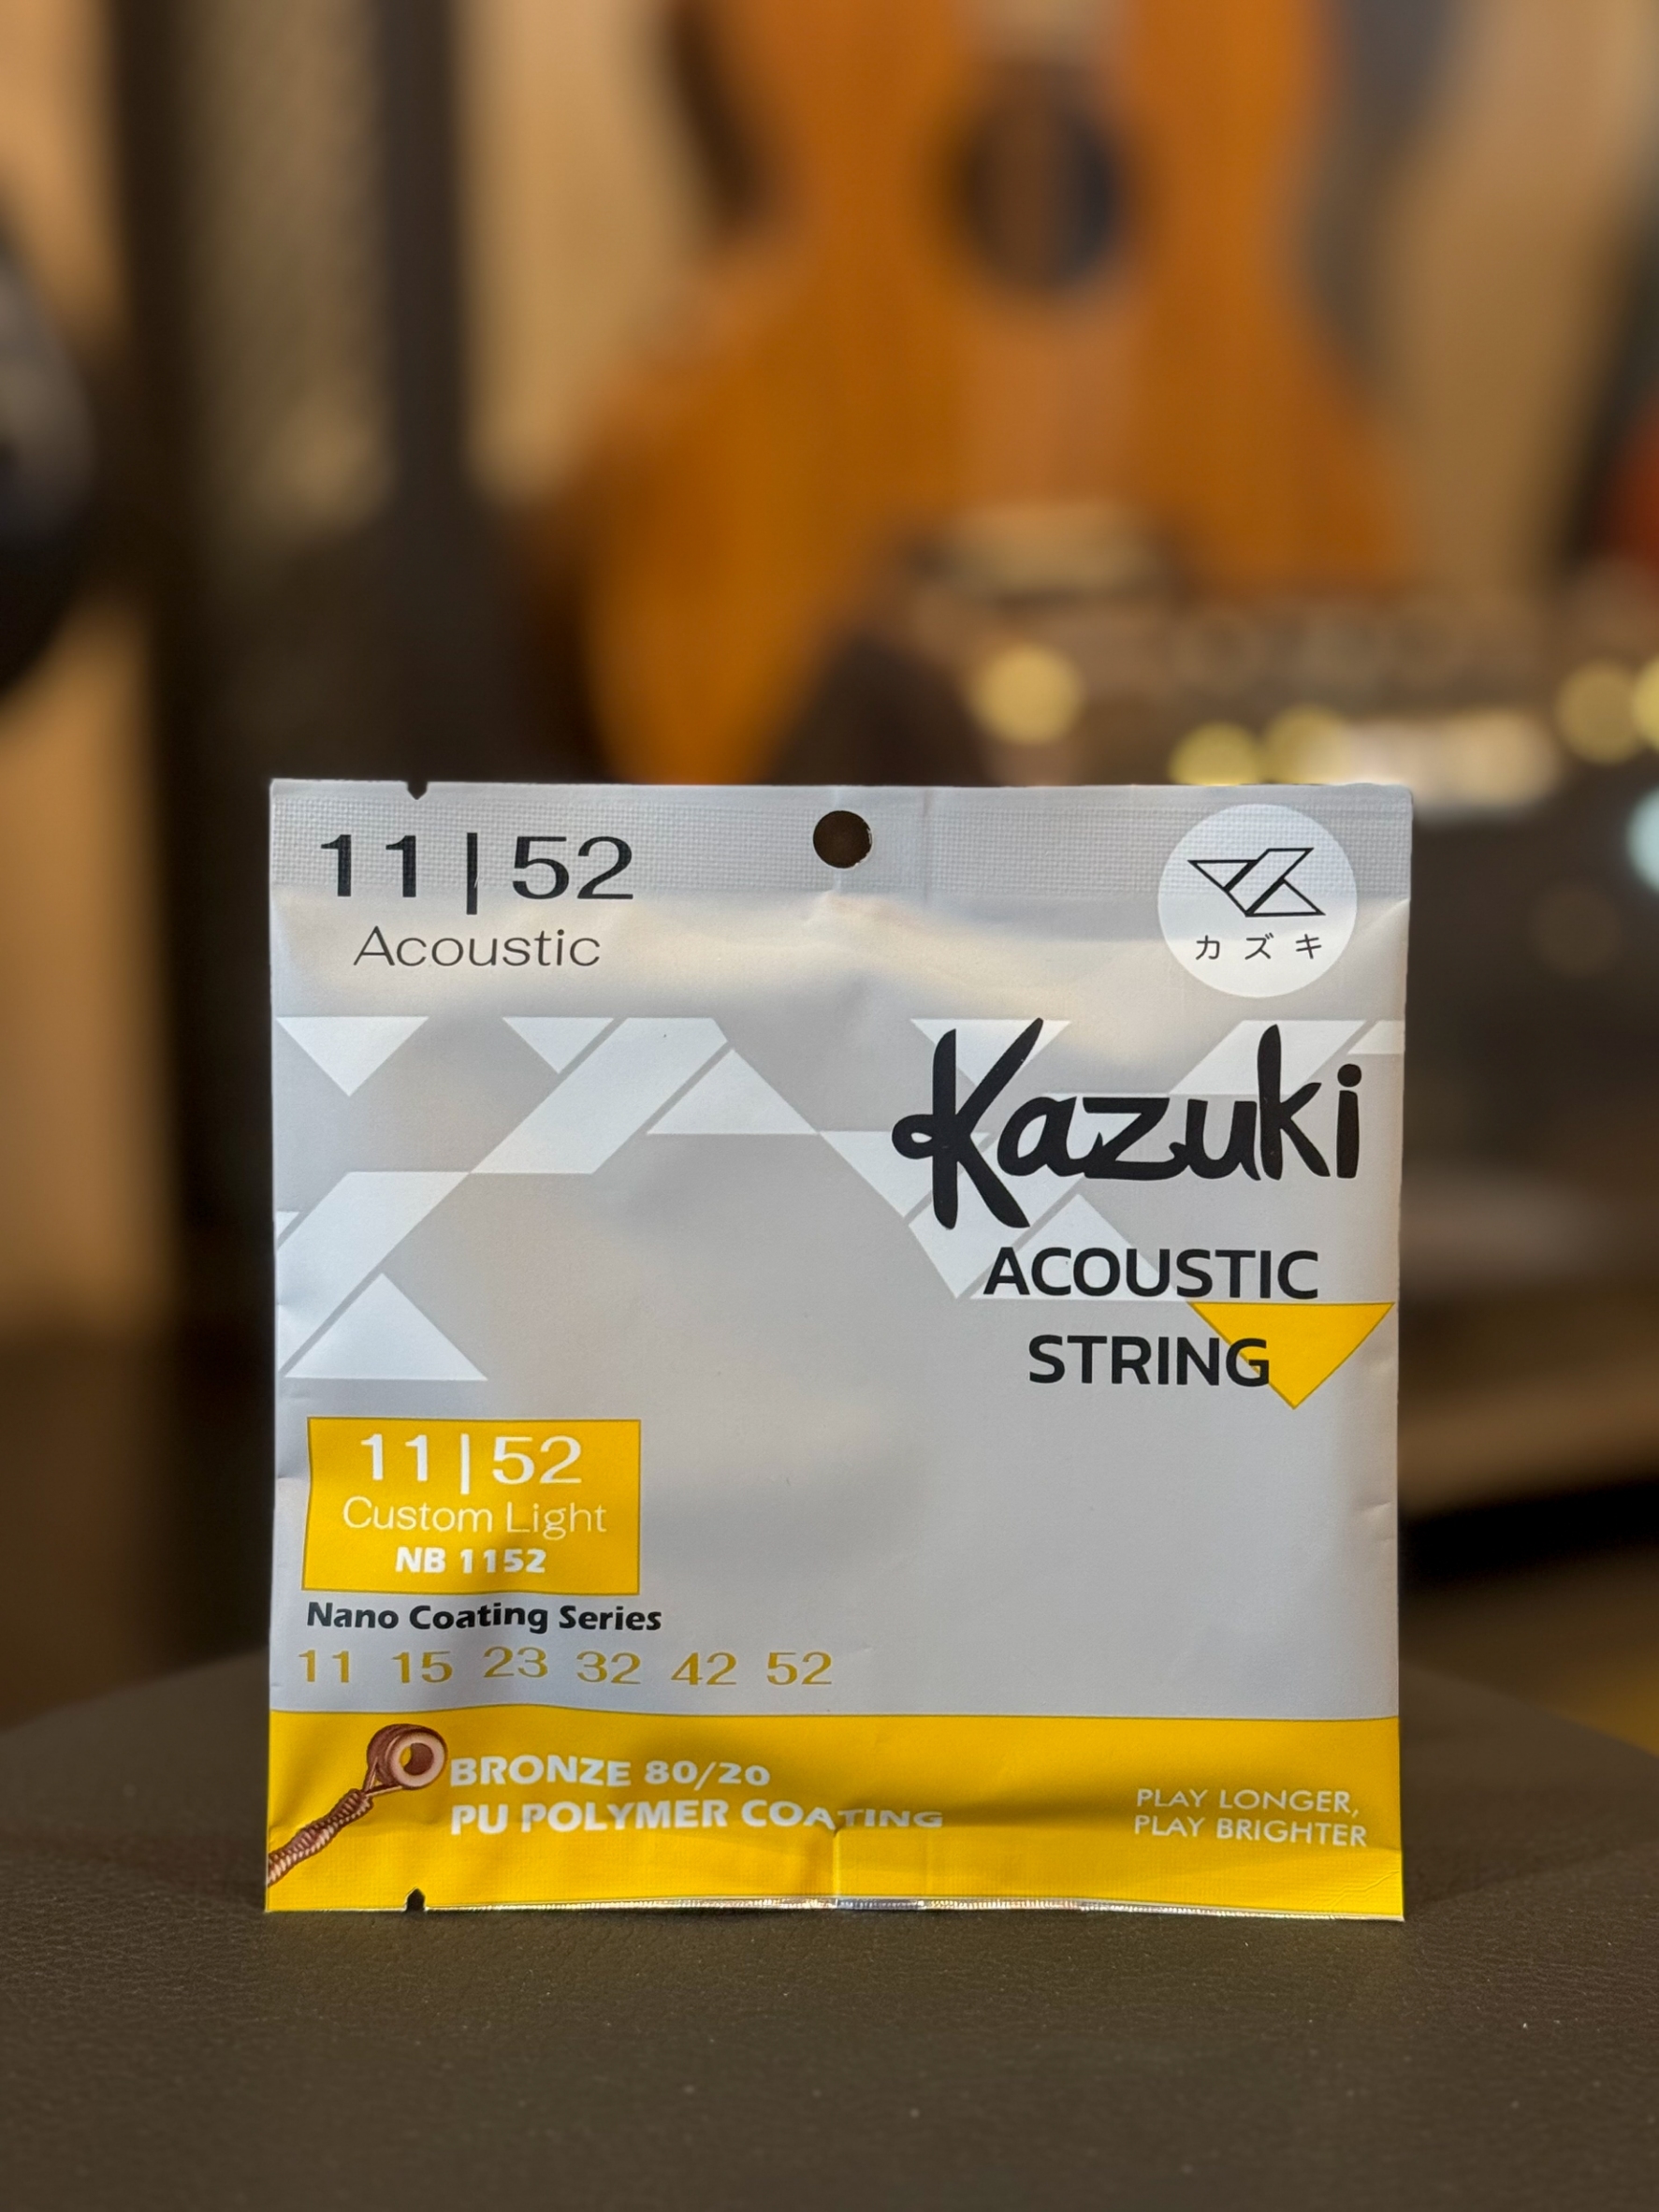 11|52
Acoustic
カズキ
Kazuki
ACOUSTIC
STRING
11|52
Custom Light
NB 1152
Nano Coating Series
11 15 23 32 42 52
BRONZE 80/20
PU POLYMER COATING
PLAY LONGER,
PLAY BRIGHTER